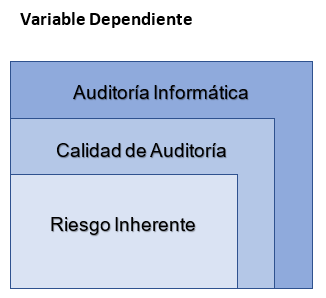 Variable Dependiente
Auditoría Informática
Calidad de Auditoría
Riesgo Inherente